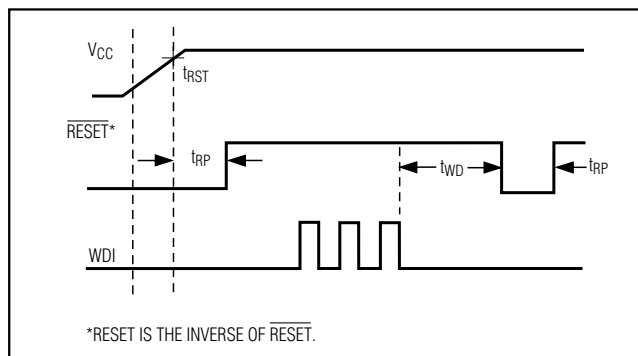 VCC
tRST
RESET*
tRP
tWD
tRP
WDI
*RESET IS THE INVERSE OF RESET.